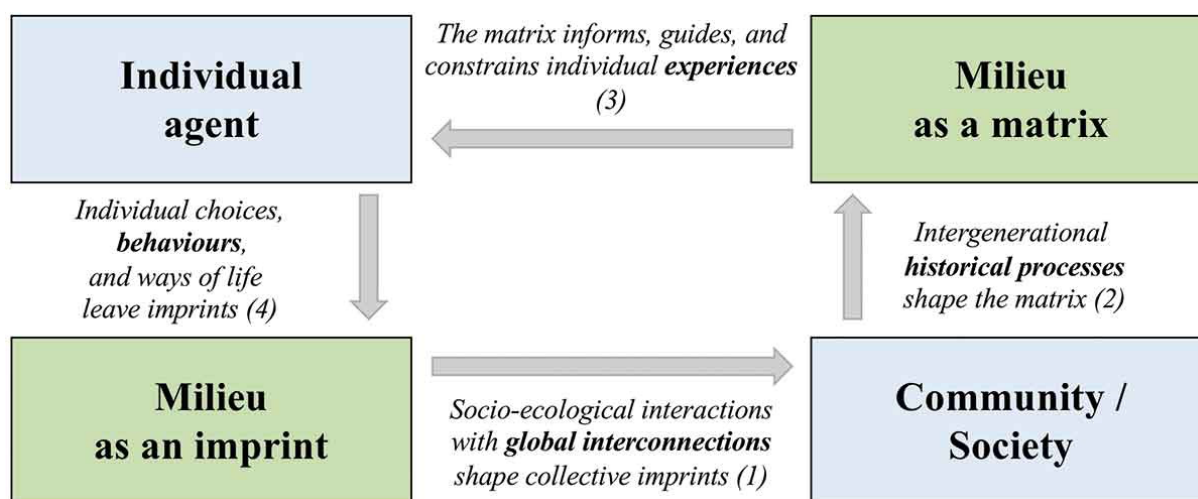 Individual
agent
The matrix informs, guides, and
constrains individual experiences
(3)
Milieu
as a matrix
Individual choices,
behaviours,
and ways of life
leave imprints (4)
Intergenerational
historical processes
shape the matrix (2)
Milieu
as an imprint
Socio-ecological interactions
with global interconnections
shape collective imprints (1)
Community /
Society